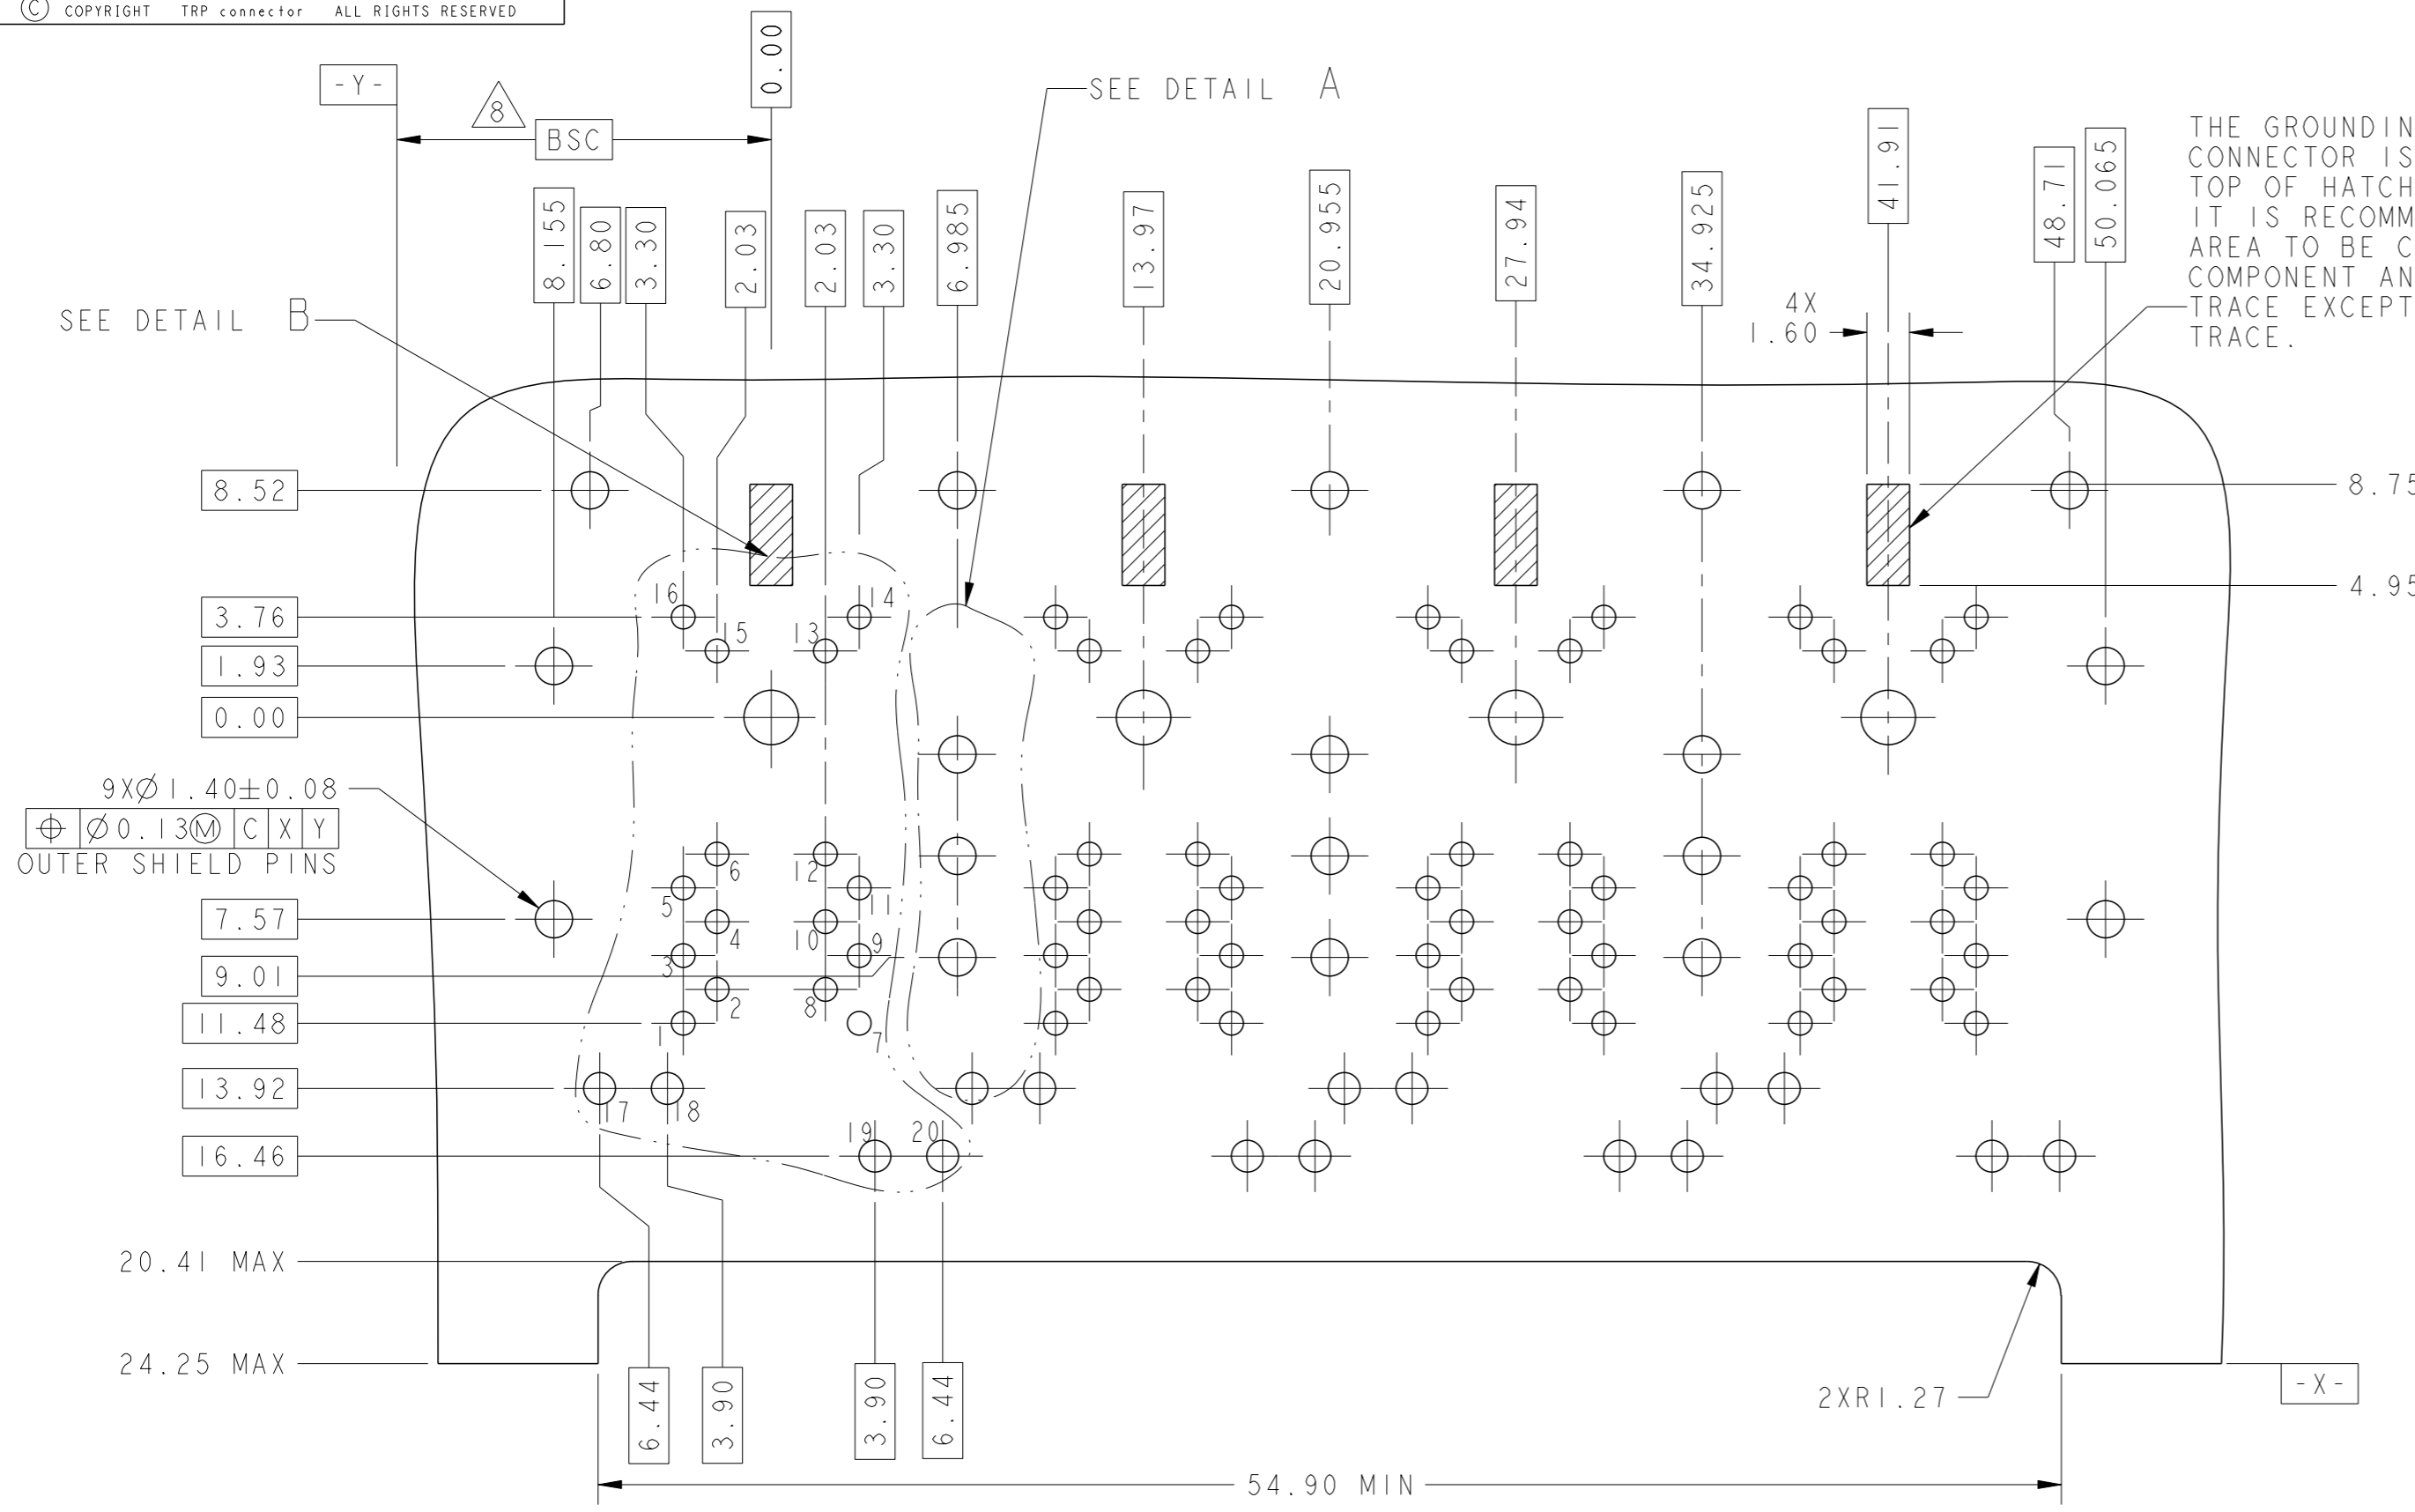 Ⓒ COPYRIGHT TRP connector ALL RIGHTS RESERVED
-Y-
8
BSC
0.00
SEE DETAIL A
SEE DETAIL B
8.155
6.80
3.30
2.03
2.03
3.30
6.985
13.97
20.955
27.94
34.925
41.91
48.71
50.065
4X
1.60
THE GROUNDIN
CONNECTOR IS
TOP OF HATCH
IT IS RECOMM
AREA TO BE C
COMPONENT AN
TRACE EXCEPT
TRACE.
8.52
8.75
4.95
3.76
16
14
15
13
1.93
0.00
9XØ1.40±0.08
⌖ Ø0.13Ⓜ C X Y
OUTER SHIELD PINS
6
12
5
11
7.57
4
10
9
3
9.01
2
8
11.48
1
7
13.92
17
18
19
20
16.46
20.41 MAX
24.25 MAX
6.44
3.90
3.90
6.44
2XR1.27
-X-
54.90 MIN